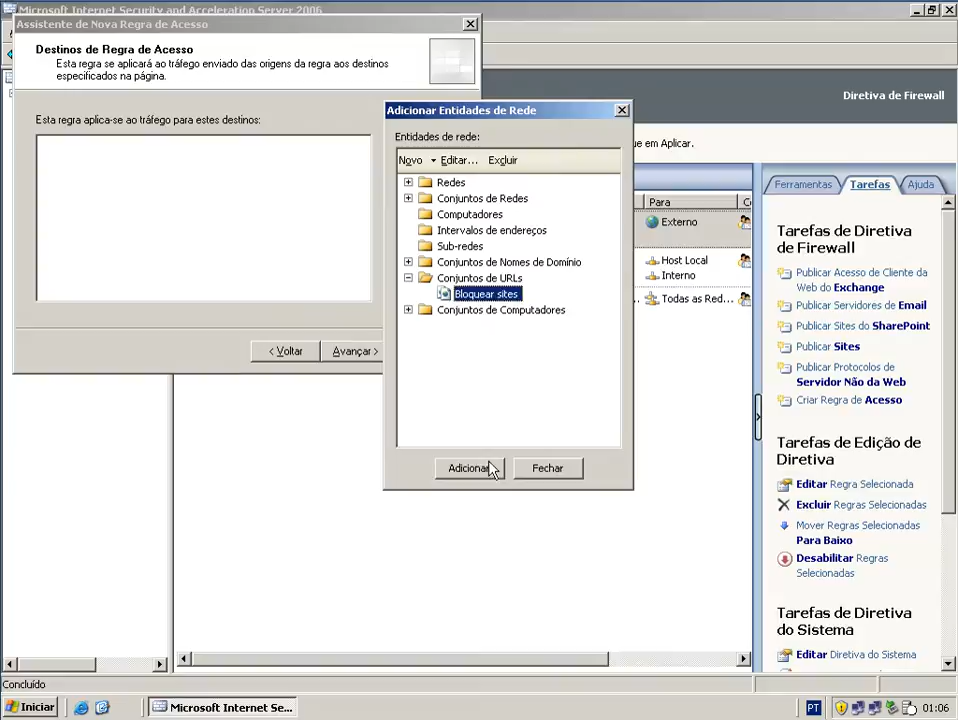 Microsoft Internet Security and Acceleration Server 2006
Assistente de Nova Regra de Acesso
Destinos de Regra de Acesso
Esta regra se aplicará ao tráfego enviado das origens da regra aos destinos
especificados na página.
Esta regra aplica-se ao tráfego para estes destinos:
< Voltar
Avançar >
Adicionar Entidades de Rede
Entidades de rede:
Novo
Editar...
Excluir
Redes
Conjuntos de Redes
Computadores
Intervalos de endereços
Sub-redes
Conjuntos de Nomes de Domínio
Conjuntos de URLs
Bloquear sites
Conjuntos de Computadores
Adicionar
Fechar
Diretiva de Firewall
ue em Aplicar.
Para
Externo
Host Local
Interno
Todas as Red...
Ferramentas
Tarefas
Ajuda
Tarefas de Diretiva
de Firewall
Publicar Acesso de Cliente da
Web do Exchange
Publicar Servidores de Email
Publicar Sites do SharePoint
Publicar Sites
Publicar Protocolos de
Servidor Não da Web
Criar Regra de Acesso
Tarefas de Edição de
Diretiva
Editar Regra Selecionada
Excluir Regras Selecionadas
Mover Regras Selecionadas
Para Baixo
Desabilitar Regras
Selecionadas
Tarefas de Diretiva
do Sistema
Editar Diretiva do Sistema
Concluído
Iniciar
Microsoft Internet Se...
PT
01:06